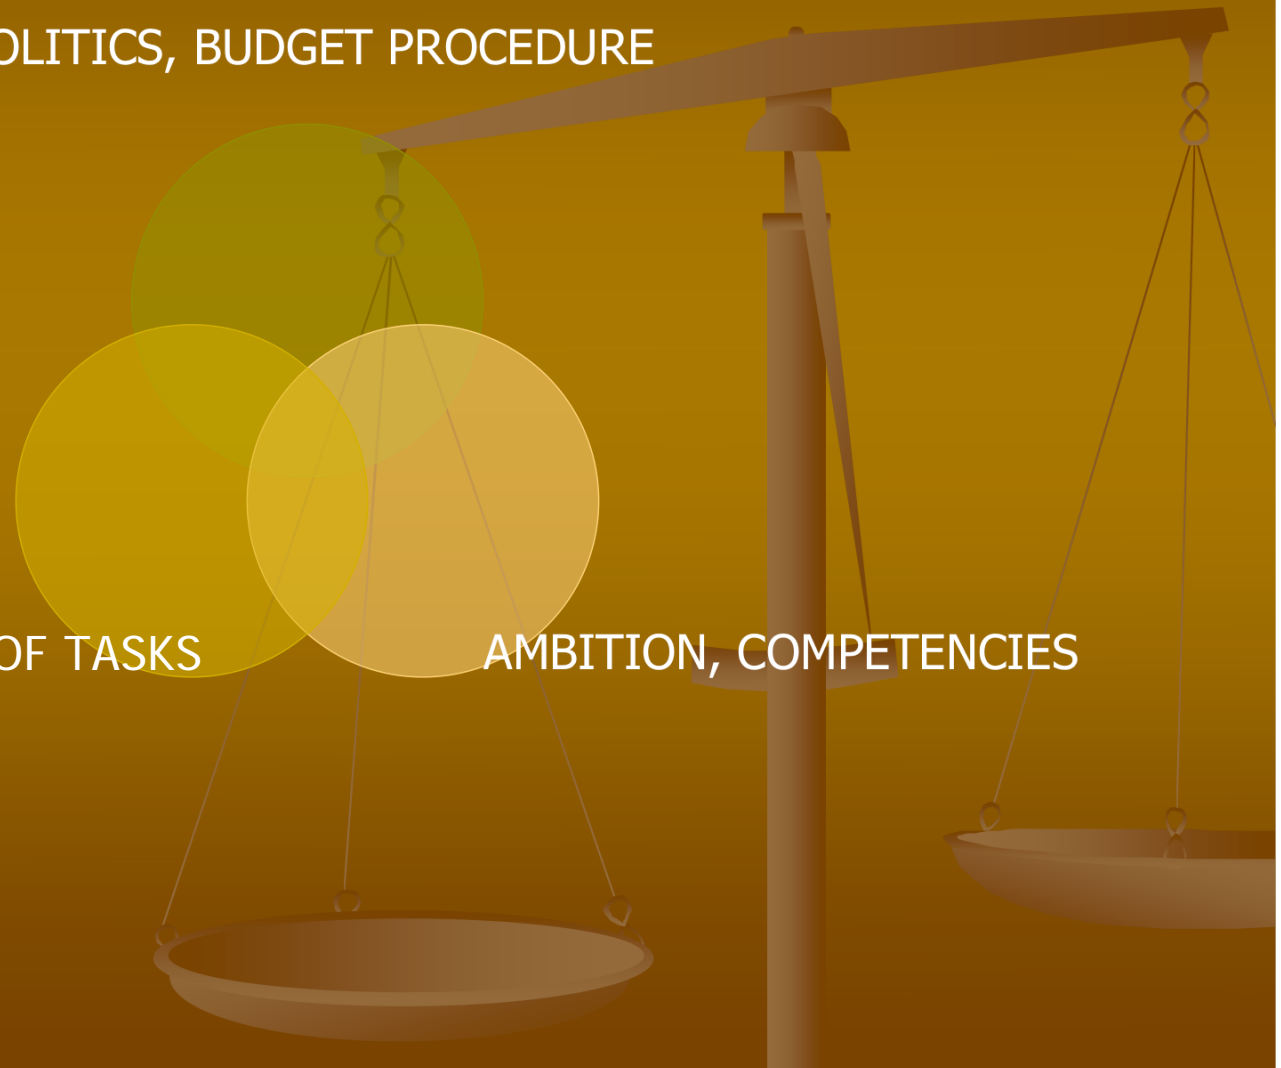 OLITICS, BUDGET PROCEDURE
OF TASKS
AMBITION, COMPETENCIES